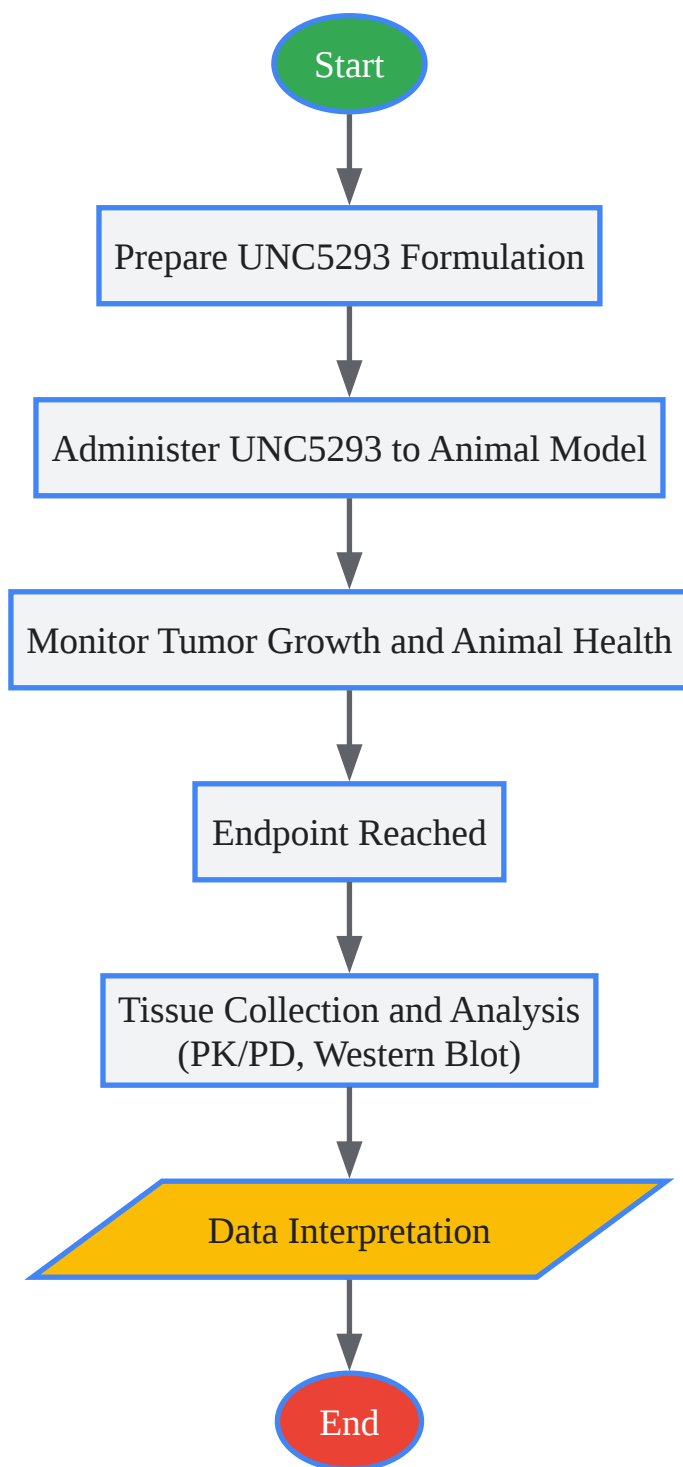 Start
Prepare UNC5293 Formulation
Administer UNC5293 to Animal Model
Monitor Tumor Growth and Animal Health
Endpoint Reached
Tissue Collection and Analysis
(PK/PD, Western Blot)
Data Interpretation
End